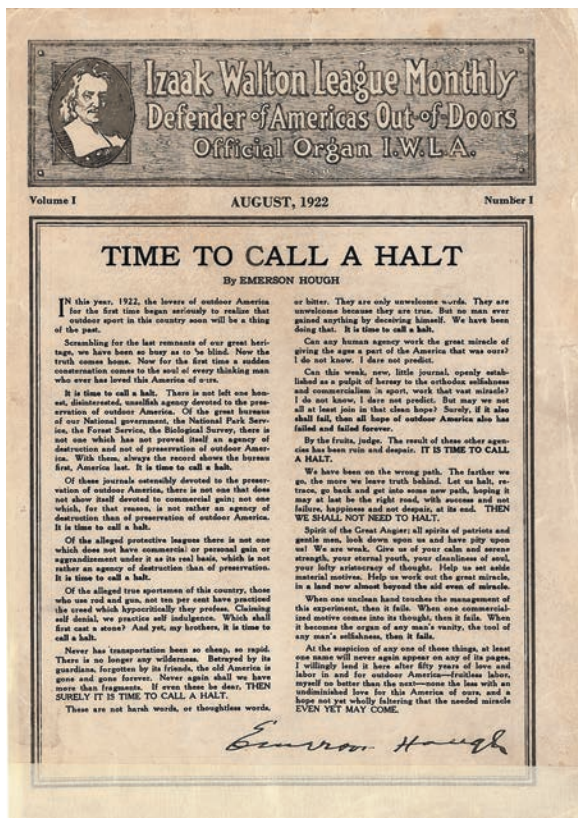 Izaak Walton League Monthly
Defender of Americas Out-of-Doors
Official Organ I.W.L.A.
Volume I
AUGUST, 1922
Number I
TIME TO CALL A HALT
By EMERSON HOUGH
IN this year, 1922, the lovers of outdoor America
for the first time began seriously to realize that
outdoor sport in this country soon will be a thing
of the past.
Scrambling for the last remnants of our great heri-
tage, we have been so busy as to be blind. Now the
truth comes home. Now for the first time a sudden
consternation comes to the soul of every thinking man
who ever has loved this America of ours.
It is time to call a halt. There is not left one hon-
est, disinterested, unselfish agency devoted to the pres-
ervation of outdoor America. Of the great bureaus
of our National government, the National Park Serv-
ice, the Forest Service, the Biological Survey, there is
not one which has not proved itself an agency of
destruction and not of preservation of outdoor Amer-
ica. With them, always the record shows the bureau
first, America last. It is time to call a halt.
Of these journals ostensibly devoted to the preser-
vation of outdoor America, there is not one that does
not show itself devoted to commercial gain; not one
which, for that reason, is not rather an agency of
destruction than of preservation of outdoor America.
It is time to call a halt.
Of the alleged protective leagues there is not one
which does not have commercial or personal gain or
aggrandizement under it as its real basis, which is not
rather an agency of destruction than of preservation.
It is time to call a halt.
Of the alleged true sportsmen of this country, those
who use rod and gun, not ten per cent have practiced
the creed which hypocritically they profess. Claiming
self denial, we practice self indulgence. Which shall
first cast a stone? And yet, my brothers, it is time to
call a halt.
Never has transportation been so cheap, so rapid.
There is no longer any wilderness. Betrayed by its
guardians, forgotten by its friends, the old America is
gone and gone forever. Never again shall we have
more than fragments. If even these be dear, THEN
SURELY IT IS TIME TO CALL A HALT.
These are not harsh words, or thoughtless words,
or bitter. They are only unwelcome words. They are
unwelcome because they are true. But no man ever
gained anything by deceiving himself. We have been
doing that. It is time to call a halt.
Can any human agency work the great miracle of
giving the ages a part of the America that was ours?
I do not know. I dare not predict.
Can this weak, new, little journal, openly estab-
lished as a pulpit of heresy to the orthodox selfishness
and commercialism in sport, work that vast miracle?
I do not know, I dare not predict. But may we not
all at least join in that clean hope? Surely, if it also
shall fail, then all hope of outdoor America also has
failed and failed forever.
By the fruits, judge. The result of these other agen-
cies has been ruin and despair. IT IS TIME TO CALL
A HALT.
We have been on the wrong path. The farther we
go, the more we leave truth behind. Let us halt, re-
trace, go back and get into some new path, hoping it
may at last be the right road, with success and not
failure, happiness and not despair, at its end. THEN
WE SHALL NOT NEED TO HALT.
Spirit of the Great Angler; all spirits of patriots and
gentle men, look down upon us and have pity upon
us! We are weak. Give us of your calm and serene
strength, your eternal youth, your cleanliness of soul,
your lofty aristocracy of thought. Help us set aside
material motives. Help us work out the great miracle,
in a land now almost beyond the aid even of miracle.
When one unclean hand touches the management of
this experiment, then it fails. When one commercial-
ized motive comes into its thought, then it fails. When
it becomes the organ of any man's vanity, the tool of
any man's selfishness, then it fails.
At the suspicion of any one of those things, at least
one name will never again appear on any of its pages.
I willingly lend it here after fifty years of love and
labor in and for outdoor America—fruitless labor,
myself no better than the next—none the less with an
undiminished love for this America of ours, and a
hope not yet wholly faltering that the needed miracle
EVEN YET MAY COME.
Emerson Hough